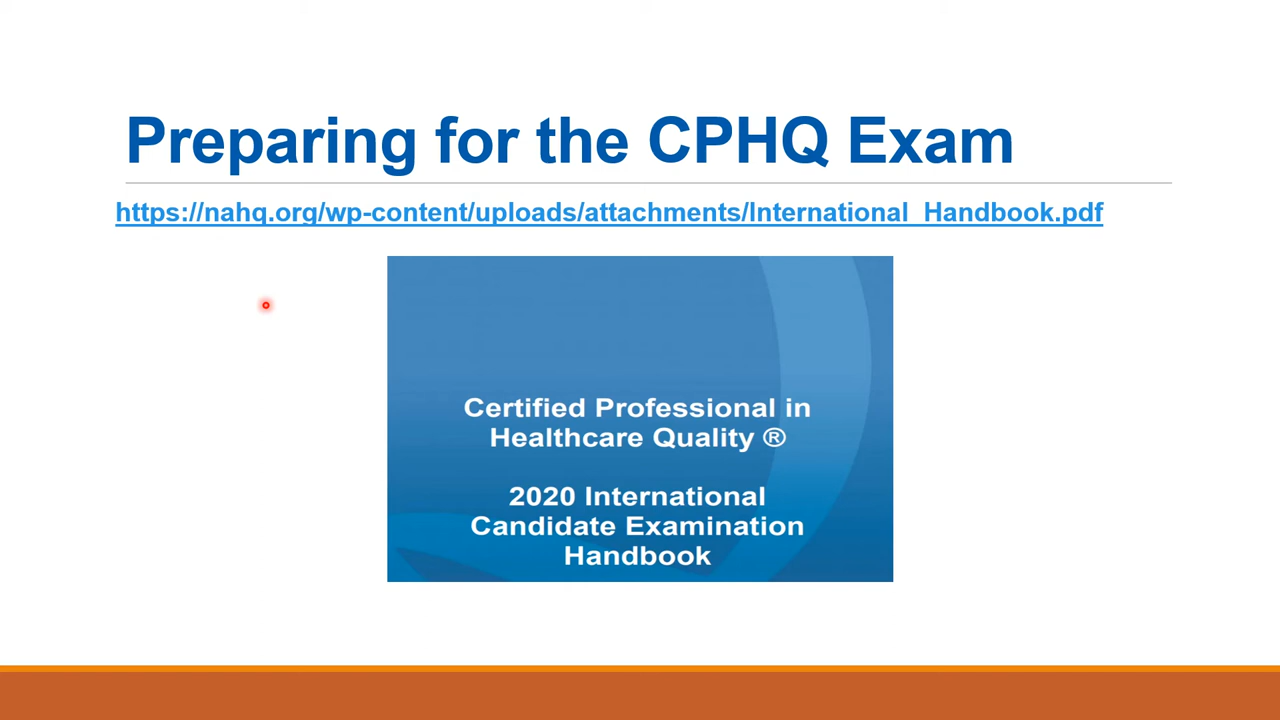 Preparing for the CPHQ Exam
https://nahq.org/wp-content/uploads/attachments/International_Handbook.pdf
Certified Professional in
Healthcare Quality ®
2020 International
Candidate Examination
Handbook